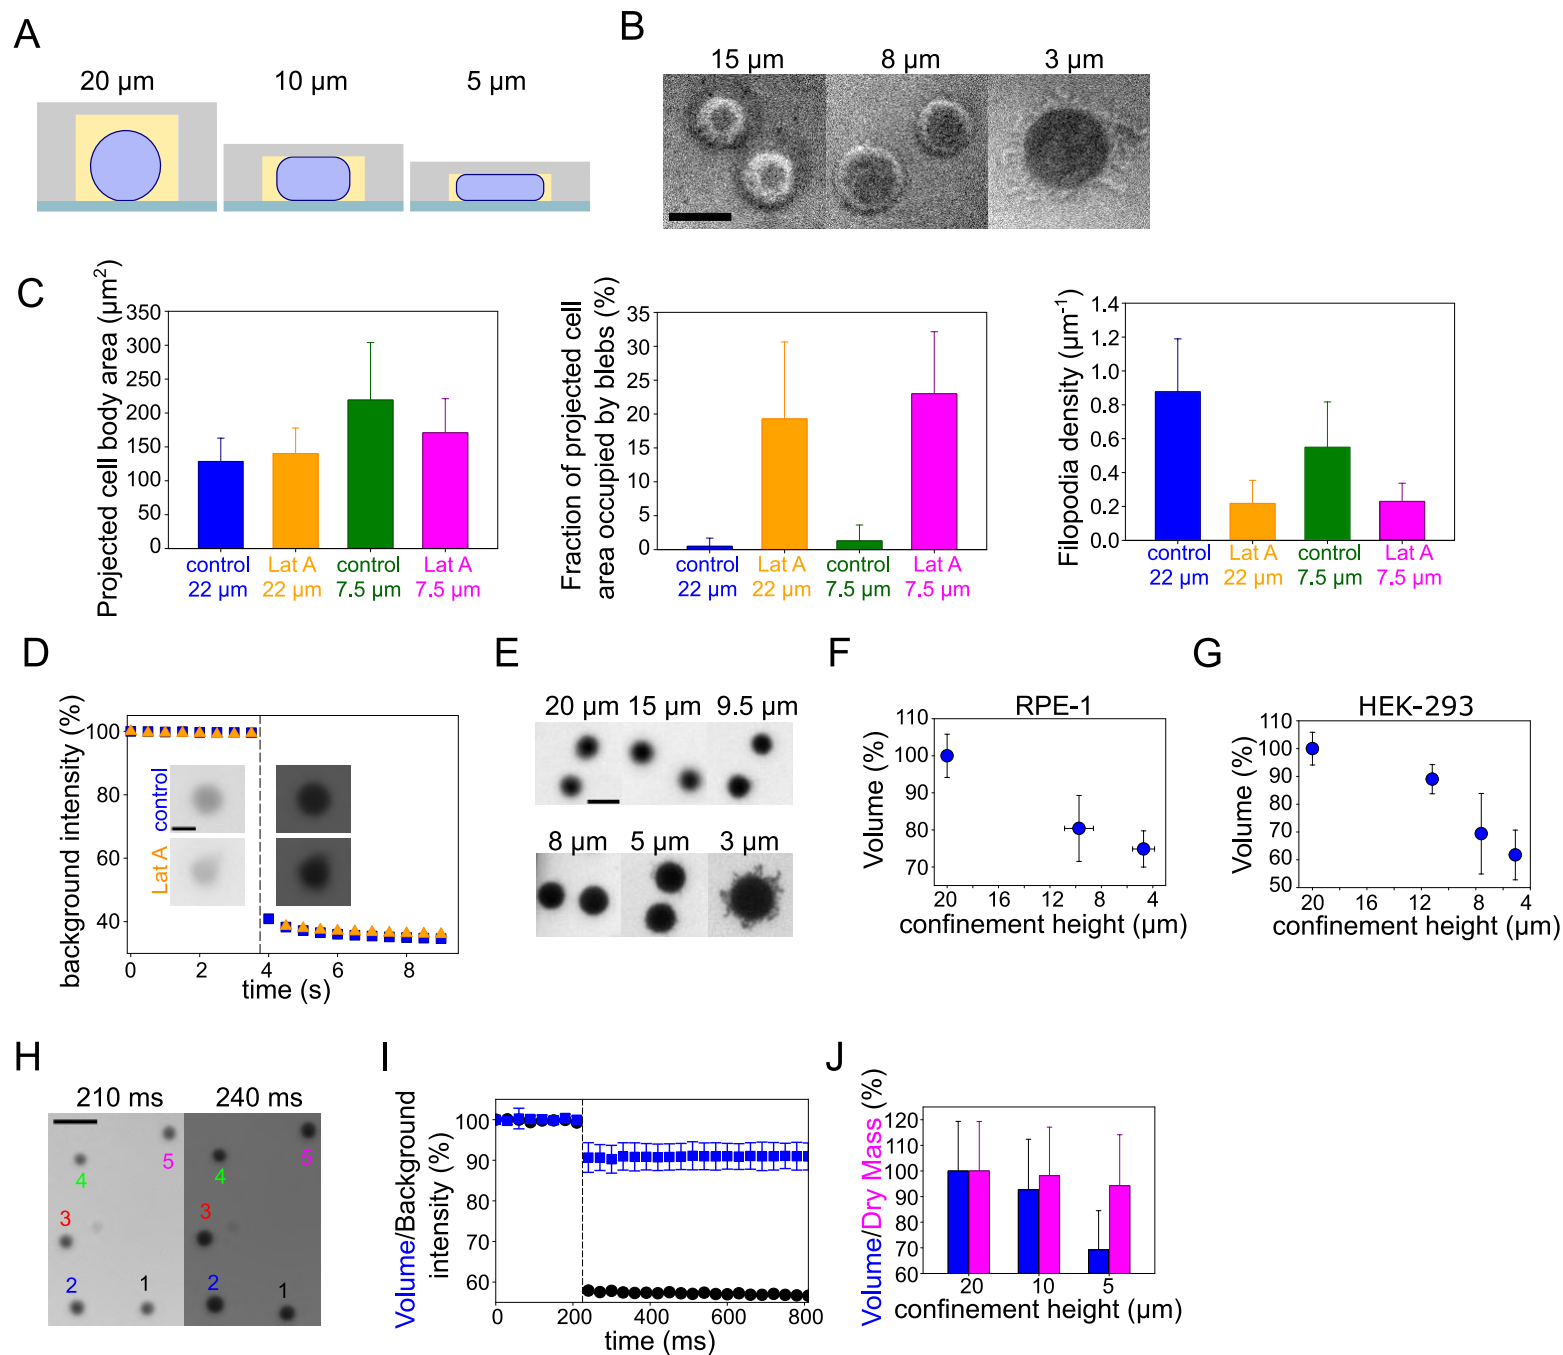 A
20 µm
10 µm
5 µm
B
15 µm
8 µm
3 µm
C
Projected cell body area (µm²)
350
300
250
200
150
100
50
0
control
22 µm
Lat A
22 µm
control
7.5 µm
Lat A
7.5 µm
Fraction of projected cell
area occupied by blebs (%)
35
30
25
20
15
10
5
0
control
22 µm
Lat A
22 µm
control
7.5 µm
Lat A
7.5 µm
Filopodia density (µm⁻¹)
1.4
1.2
1.0
0.8
0.6
0.4
0.2
0.0
control
22 µm
Lat A
22 µm
control
7.5 µm
Lat A
7.5 µm
D
background intensity (%)
100
80
60
40
control
Lat A
0 2 4 6 8
time (s)
E
20 µm
15 µm
9.5 µm
8 µm
5 µm
3 µm
F
RPE-1
Volume (%)
110
100
90
80
70
20 16 12 8 4
confinement height (µm)
G
HEK-293
Volume (%)
110
100
90
80
70
60
50
20 16 12 8 4
confinement height (µm)
H
210 ms
240 ms
5
4
3
2
1
5
4
3
2
1
I
Volume/Background
intensity (%)
100
90
80
70
60
0 200 400 600 800
time (ms)
J
Volume/Dry Mass (%)
120
110
100
90
80
70
60
20 10 5
confinement height (µm)